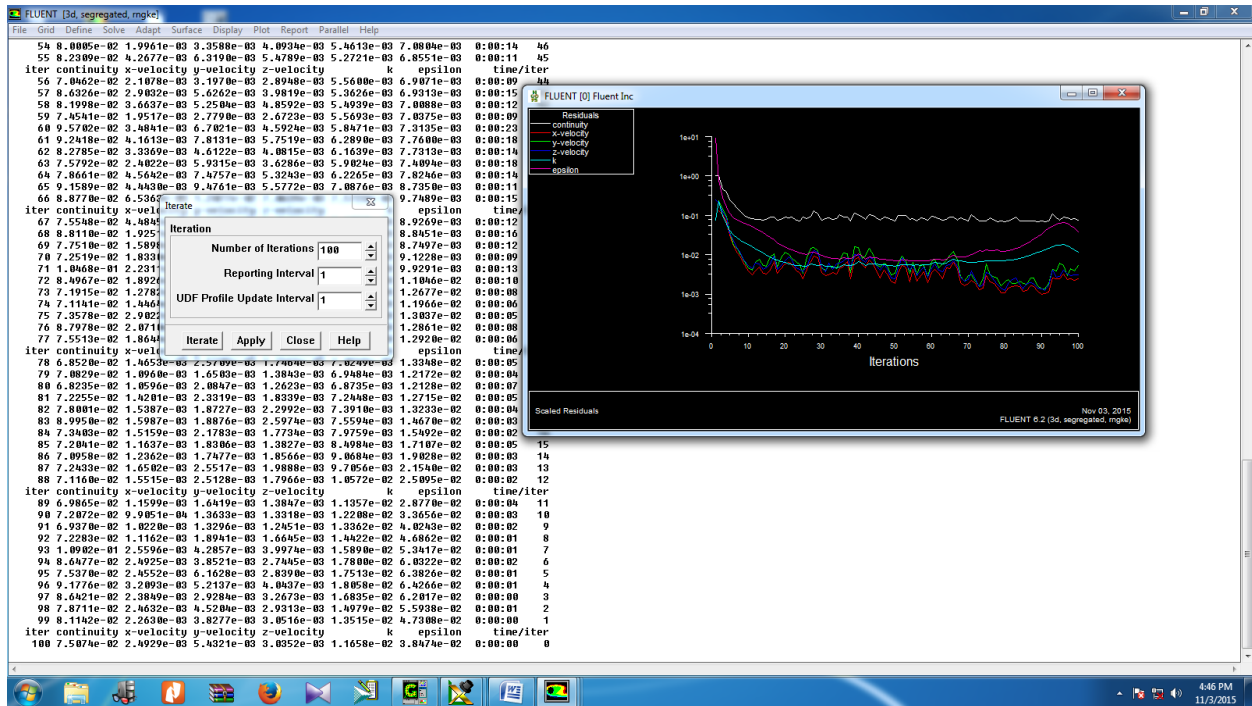 FLUENT [3d, segregated, rngke]
File Grid Define Solve Adapt Surface Display Plot Report Parallel Help
54 8.0005e-02 1.9961e-03 3.3588e-03 4.0934e-03 5.4613e-03 7.0804e-03 0:00:14 46
55 8.2309e-02 4.2677e-03 6.3190e-03 5.4789e-03 5.2721e-03 6.8551e-03 0:00:11 45
iter continuity x-velocity y-velocity z-velocity k epsilon time/iter
56 7.0462e-02 2.1078e-03 3.1970e-03 2.8948e-03 5.5600e-03 6.9071e-03 0:00:09 44
57 8.6326e-02 2.9032e-03 5.6262e-03 3.9819e-03 5.3626e-03 6.9313e-03 0:00:15
58 8.1998e-02 3.6637e-03 5.2504e-03 4.8592e-03 5.4939e-03 7.0088e-03 0:00:12
59 7.4541e-02 1.9517e-03 2.7790e-03 2.6723e-03 5.5693e-03 7.0375e-03 0:00:09
60 9.5702e-02 3.4841e-03 6.7021e-03 4.5924e-03 5.8471e-03 7.3135e-03 0:00:23
61 9.2418e-02 4.1613e-03 7.8131e-03 5.7519e-03 6.2890e-03 7.7600e-03 0:00:18
62 8.2785e-02 3.3369e-03 4.6122e-03 4.0815e-03 6.1639e-03 7.7313e-03 0:00:14
63 7.5792e-02 2.4022e-03 5.9315e-03 3.6286e-03 5.9024e-03 7.4094e-03 0:00:18
64 7.8661e-02 4.5642e-03 7.4757e-03 5.3243e-03 6.2265e-03 7.8246e-03 0:00:14
65 9.1589e-02 4.4430e-03 9.4761e-03 5.5772e-03 7.0876e-03 8.7350e-03 0:00:11
66 8.8770e-02 6.5363 9.7489e-03 0:00:15
iter continuity x-velo epsilon time/
67 7.5548e-02 4.4845 8.9269e-03 0:00:12
68 8.8110e-02 1.9257 8.8451e-03 0:00:16
69 7.7510e-02 1.5898 8.7497e-03 0:00:12
70 7.2519e-02 1.8330 9.1228e-03 0:00:09
71 1.0468e-01 2.2317 9.9291e-03 0:00:13
72 8.4967e-02 1.8920 1.1046e-02 0:00:10
73 7.1915e-02 1.2782 1.2677e-02 0:00:08
74 7.1141e-02 1.4464 1.1966e-02 0:00:06
75 7.3578e-02 2.9022 1.3037e-02 0:00:05
76 8.7978e-02 2.0718 1.2861e-02 0:00:08
77 7.5513e-02 1.8648 1.2920e-02 0:00:06
iter continuity x-velo epsilon time/
78 6.8520e-02 1.4653e-03 2.5709e-03 1.7464e-03 7.0249e-03 1.3348e-02 0:00:05
79 7.0829e-02 1.0960e-03 1.6503e-03 1.3843e-03 6.9484e-03 1.2172e-02 0:00:04
80 6.8235e-02 1.0596e-03 2.0847e-03 1.2623e-03 6.8735e-03 1.2128e-02 0:00:07
81 7.2255e-02 1.4201e-03 2.3319e-03 1.8339e-03 7.2448e-03 1.2715e-02 0:00:05
82 7.8001e-02 1.5387e-03 1.8727e-03 2.2992e-03 7.3910e-03 1.3233e-02 0:00:04
83 8.9950e-02 1.5987e-03 1.8876e-03 2.5974e-03 7.5594e-03 1.4670e-02 0:00:03
84 7.3403e-02 1.5159e-03 2.1783e-03 1.7734e-03 7.9759e-03 1.5492e-02 0:00:02
85 7.2041e-02 1.1637e-03 1.8306e-03 1.3827e-03 8.4984e-03 1.7107e-02 0:00:05 15
86 7.0958e-02 1.2362e-03 1.7477e-03 1.8566e-03 9.0684e-03 1.9028e-02 0:00:03 14
87 7.2433e-02 1.6502e-03 2.5517e-03 1.9888e-03 9.7056e-03 2.1540e-02 0:00:03 13
88 7.1160e-02 1.5515e-03 2.5128e-03 1.7966e-03 1.0572e-02 2.5095e-02 0:00:02 12
iter continuity x-velocity y-velocity z-velocity k epsilon time/iter
89 6.9865e-02 1.1599e-03 1.6419e-03 1.3847e-03 1.1357e-02 2.8770e-02 0:00:04 11
90 7.2072e-02 9.9051e-04 1.3633e-03 1.3318e-03 1.2208e-02 3.3656e-02 0:00:03 10
91 6.9370e-02 1.0220e-03 1.3296e-03 1.2451e-03 1.3362e-02 4.0243e-02 0:00:02 9
92 7.2283e-02 1.1162e-03 1.8941e-03 1.6645e-03 1.4422e-02 4.6862e-02 0:00:01 8
93 1.0902e-01 2.5596e-03 4.2857e-03 3.9974e-03 1.5890e-02 5.3417e-02 0:00:01 7
94 8.6477e-02 2.4925e-03 3.8521e-03 2.7445e-03 1.7800e-02 6.0322e-02 0:00:02 6
95 7.5370e-02 2.4552e-03 6.1628e-03 2.8390e-03 1.7513e-02 6.3826e-02 0:00:01 5
96 9.1776e-02 3.2093e-03 5.2137e-03 4.0437e-03 1.8058e-02 6.4266e-02 0:00:01 4
97 8.6421e-02 2.3849e-03 2.9284e-03 3.2673e-03 1.6835e-02 6.2017e-02 0:00:00 3
98 7.8711e-02 2.4632e-03 4.5204e-03 2.9313e-03 1.4979e-02 5.5938e-02 0:00:01 2
99 8.1142e-02 2.2630e-03 3.8277e-03 3.0516e-03 1.3515e-02 4.7308e-02 0:00:00 1
iter continuity x-velocity y-velocity z-velocity k epsilon time/iter
100 7.5074e-02 2.4929e-03 5.4321e-03 3.0352e-03 1.1658e-02 3.8474e-02 0:00:00 0
Iterate
Iteration
Number of Iterations 100
Reporting Interval 1
UDF Profile Update Interval 1
Iterate Apply Close Help
FLUENT [0] Fluent Inc
Residuals
continuity
x-velocity
y-velocity
z-velocity
k
epsilon
1e+01
1e+00
1e-01
1e-02
1e-03
1e-04
0 10 20 30 40 50 60 70 80 90 100
Iterations
Scaled Residuals
Nov 03, 2015
FLUENT 6.2 (3d, segregated, rngke)
4:46 PM
11/3/2015